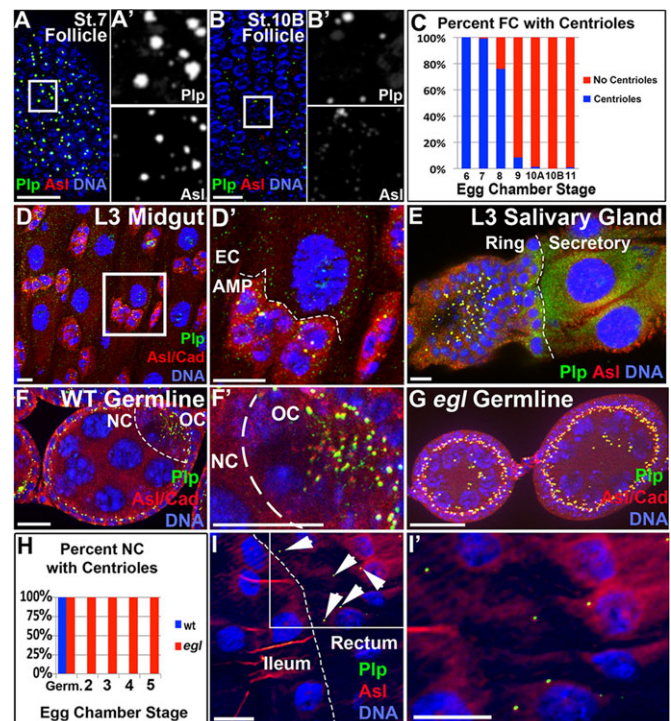 A St.7 Follicle
Plp Asl DNA
A'
Plp
Asl
B St.10B Follicle
Plp Asl DNA
B'
Plp
Asl
C Percent FC with Centrioles
100%
80%
60%
40%
20%
0%
6 7 8 9 10A 10B 11
Egg Chamber Stage
No Centrioles
Centrioles
D L3 Midgut
Plp
Asl/Cad
DNA
D'
EC
AMP
E L3 Salivary Gland
Ring Secretory
Plp Asl DNA
F WT Germline
NC OC
Plp
Asl/Cad
DNA
F'
OC
NC
G egl Germline
Plp
Asl/Cad
DNA
H Percent NC
with Centrioles
100%
75%
50%
25%
0%
Germ. 2 3 4 5
Egg Chamber Stage
wt
egl
I
Ileum
Rectum
Plp
Asl
DNA
I'